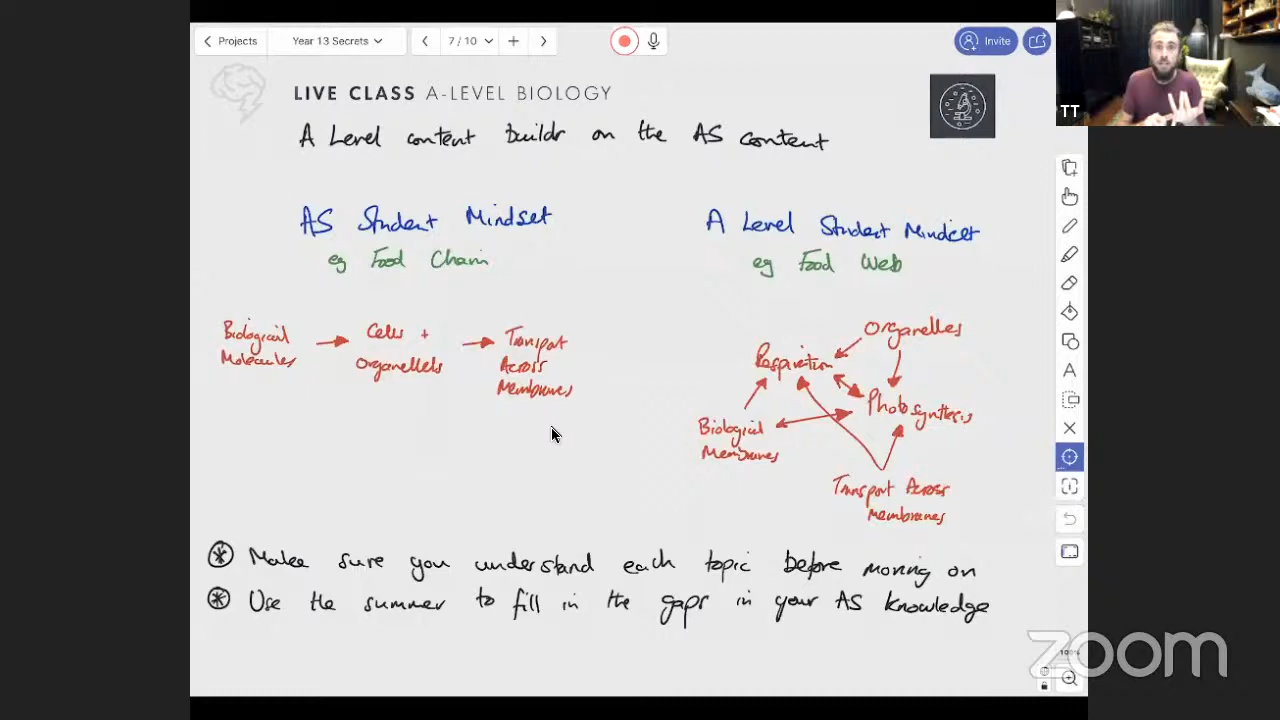 Projects
Year 13 Secrets
7 / 10
Invite
TT
LIVE CLASS A-LEVEL BIOLOGY
A Level content builds on the AS content
AS Student Mindset
eg Food Chain
A Level Student Mindset
eg Food Web
Biological
Molecules
Cells +
Organellels
Transport
Across
Membranes
Organelles
Respiration
Photosynthesis
Biological
Membranes
Transport Across
Membranes
Make sure you understand each topic before moving on
Use the summer to fill in the gaps in your AS knowledge
A
zoom
100%